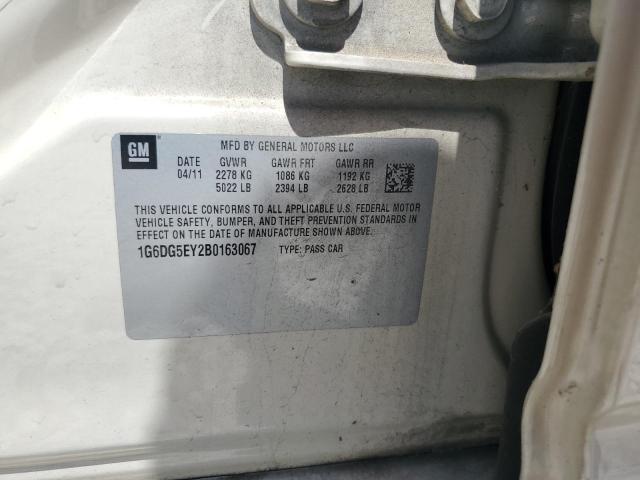 GM
MFD BY GENERAL MOTORS LLC
DATE GVWR GAWR FRT GAWR RR
04/11 2278 KG 1086 KG 1192 KG
5022 LB 2394 LB 2628 LB
THIS VEHICLE CONFORMS TO ALL APPLICABLE U.S. FEDERAL MOTOR
VEHICLE SAFETY, BUMPER, AND THEFT PREVENTION STANDARDS IN
EFFECT ON THE DATE OF MANUFACTURE SHOWN ABOVE.
1G6DG5EY2B0163067 TYPE: PASS CAR